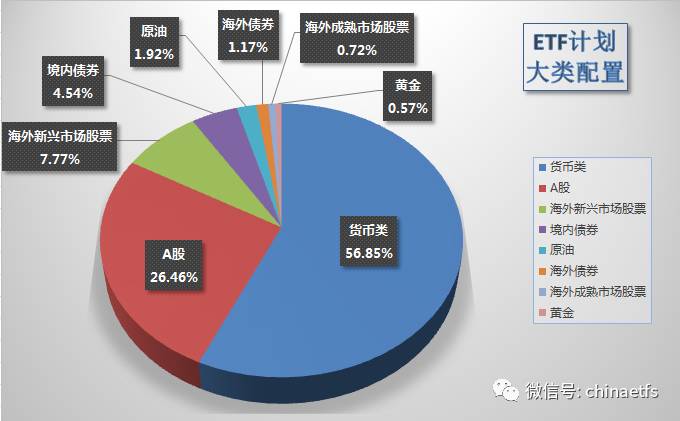 ETF计划
大类配置
原油
1.92%
海外债券
1.17%
海外成熟市场股票
0.72%
境内债券
4.54%
黄金
0.57%
海外新兴市场股票
7.77%
货币类
56.85%
A股
26.46%
货币类
A股
海外新兴市场股票
境内债券
原油
海外债券
海外成熟市场股票
黄金
微信号: chinaetfs